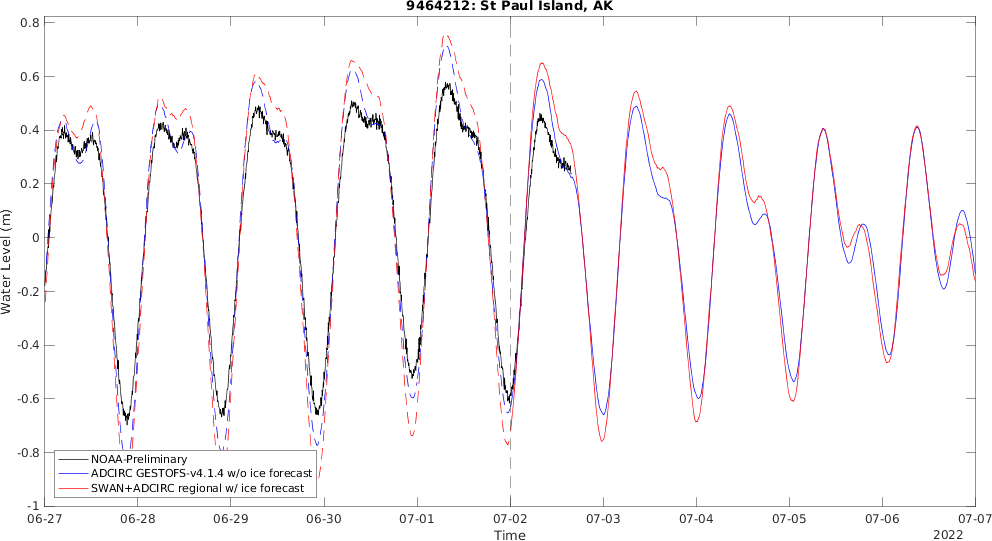 9464212: St Paul Island, AK
0.8
0.6
0.4
0.2
0
-0.2
-0.4
-0.6
-0.8
-1
Water Level (m)
NOAA-Preliminary
ADCIRC GESTOFS-v4.1.4 w/o ice forecast
SWAN+ADCIRC regional w/ ice forecast
06-27 06-28 06-29 06-30 07-01 07-02 07-03 07-04 07-05 07-06 07-07
Time
2022